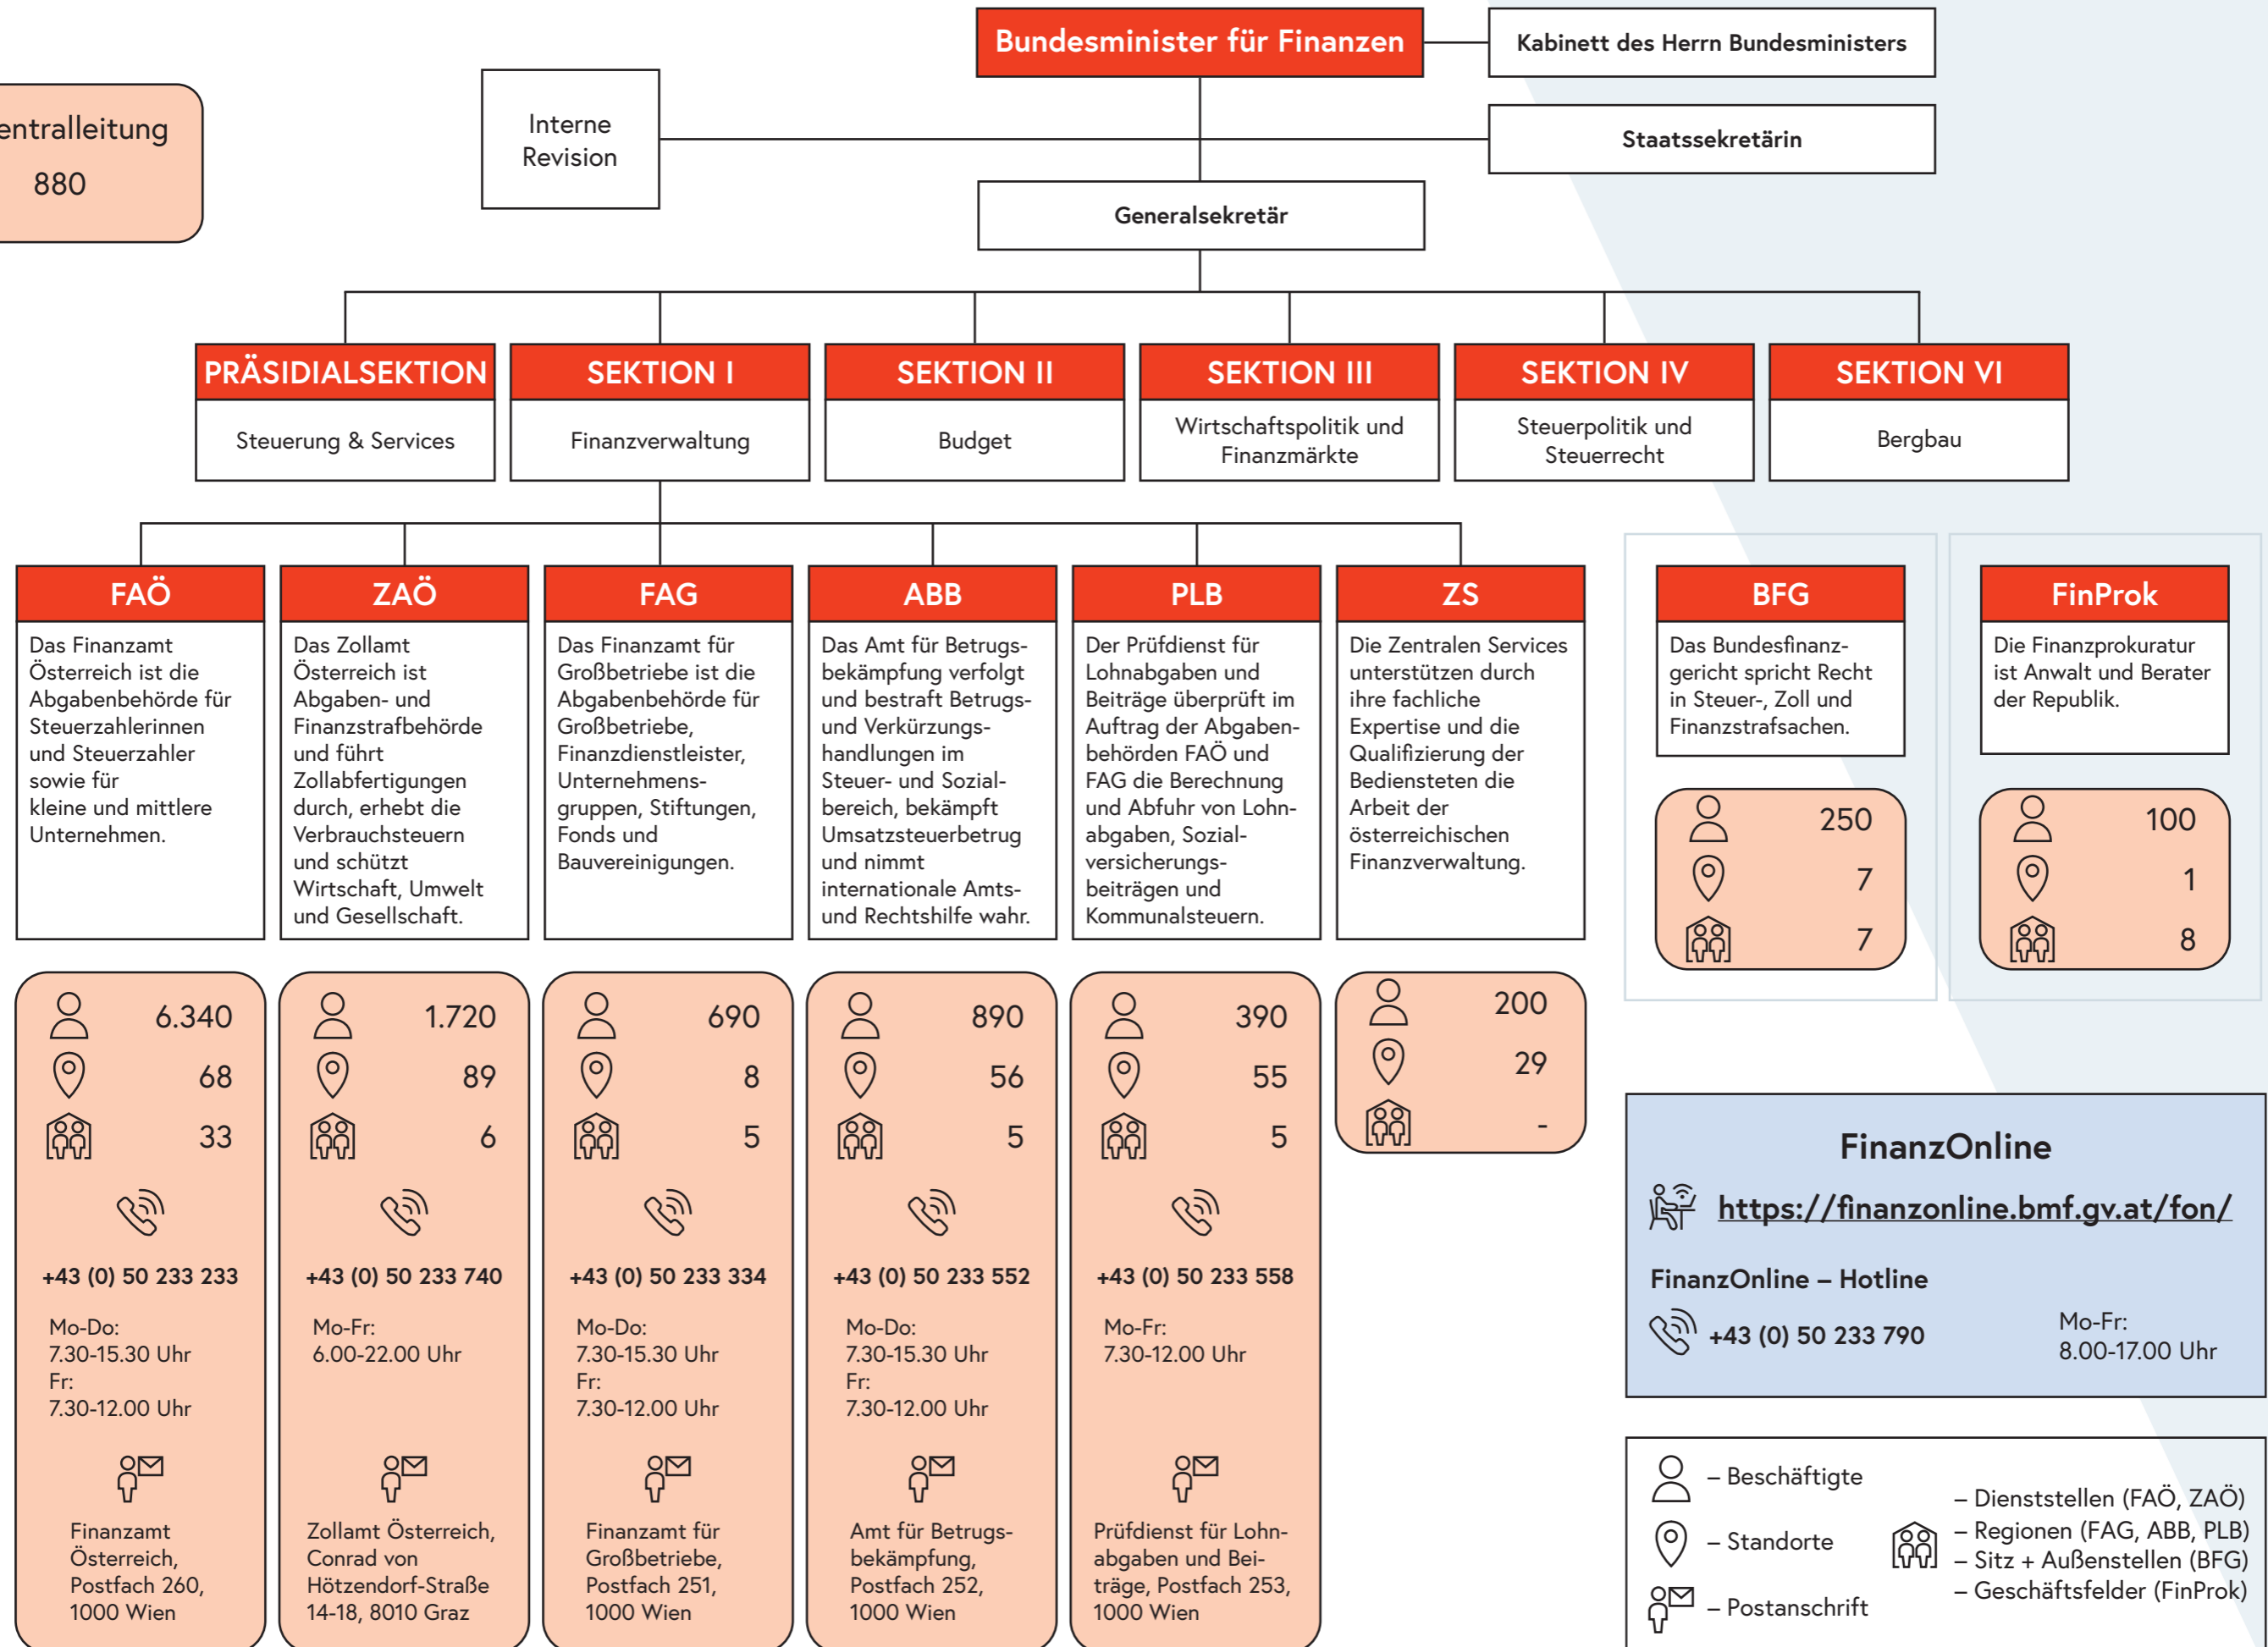 Bundesminister für Finanzen
Kabinett des Herrn Bundesministers
entralleitung
880
Interne
Revision
Staatssekretärin
Generalsekretär
PRÄSIDIALSEKTION
Steuerung & Services
SEKTION I
Finanzverwaltung
SEKTION II
Budget
SEKTION III
Wirtschaftspolitik und
Finanzmärkte
SEKTION IV
Steuerpolitik und
Steuerrecht
SEKTION VI
Bergbau
FAÖ
Das Finanzamt
Österreich ist die
Abgabenbehörde für
Steuerzahlerinnen
und Steuerzahler
sowie für
kleine und mittlere
Unternehmen.
6.340
68
33
+43 (0) 50 233 233
Mo-Do:
7.30-15.30 Uhr
Fr:
7.30-12.00 Uhr
Finanzamt
Österreich,
Postfach 260,
1000 Wien
ZAÖ
Das Zollamt
Österreich ist
Abgaben- und
Finanzstrafbehörde
und führt
Zollabfertigungen
durch, erhebt die
Verbrauchsteuern
und schützt
Wirtschaft, Umwelt
und Gesellschaft.
1.720
89
6
+43 (0) 50 233 740
Mo-Fr:
6.00-22.00 Uhr
Zollamt Österreich,
Conrad von
Hötzendorf-Straße
14-18, 8010 Graz
FAG
Das Finanzamt für
Großbetriebe ist die
Abgabenbehörde für
Großbetriebe,
Finanzdienstleister,
Unternehmens-
gruppen, Stiftungen,
Fonds und
Bauvereinigungen.
690
8
5
+43 (0) 50 233 334
Mo-Do:
7.30-15.30 Uhr
Fr:
7.30-12.00 Uhr
Finanzamt für
Großbetriebe,
Postfach 251,
1000 Wien
ABB
Das Amt für Betrugs-
bekämpfung verfolgt
und bestraft Betrugs-
und Verkürzungs-
handlungen im
Steuer- und Sozial-
bereich, bekämpft
Umsatzsteuerbetrug
und nimmt
internationale Amts-
und Rechtshilfe wahr.
890
56
5
+43 (0) 50 233 552
Mo-Do:
7.30-15.30 Uhr
Fr:
7.30-12.00 Uhr
Amt für Betrugs-
bekämpfung,
Postfach 252,
1000 Wien
PLB
Der Prüfdienst für
Lohnabgaben und
Beiträge überprüft im
Auftrag der Abgaben-
behörden FAÖ und
FAG die Berechnung
und Abfuhr von Lohn-
abgaben, Sozial-
versicherungs-
beiträgen und
Kommunalsteuern.
390
55
5
+43 (0) 50 233 558
Mo-Fr:
7.30-12.00 Uhr
Prüfdienst für Lohn-
abgaben und Bei-
träge, Postfach 253,
1000 Wien
ZS
Die Zentralen Services
unterstützen durch
ihre fachliche
Expertise und die
Qualifizierung der
Bediensteten die
Arbeit der
österreichischen
Finanzverwaltung.
200
29
-
BFG
Das Bundesfinanz-
gericht spricht Recht
in Steuer-, Zoll und
Finanzstrafsachen.
250
7
7
FinProk
Die Finanzprokuratur
ist Anwalt und Berater
der Republik.
100
1
8
FinanzOnline
https://finanzonline.bmf.gv.at/fon/
FinanzOnline – Hotline
+43 (0) 50 233 790
Mo-Fr:
8.00-17.00 Uhr
– Beschäftigte
– Standorte
– Postanschrift
– Dienststellen (FAÖ, ZAÖ)
– Regionen (FAG, ABB, PLB)
– Sitz + Außenstellen (BFG)
– Geschäftsfelder (FinProk)